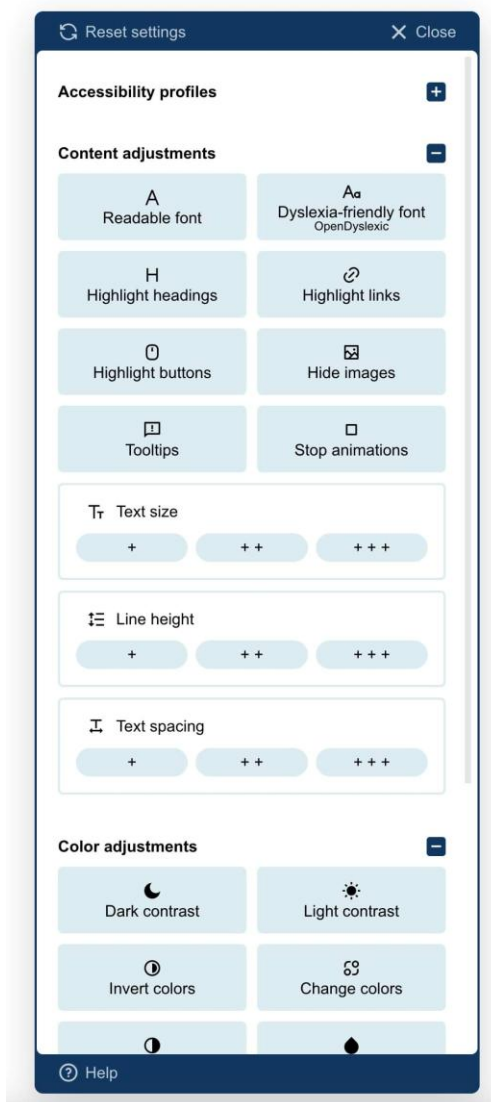 Reset settings
Close
Accessibility profiles
Content adjustments
Readable font
Dyslexia-friendly font
OpenDyslexic
Highlight headings
Highlight links
Highlight buttons
Hide images
Tooltips
Stop animations
Text size
+ ++ +++
Line height
+ ++ +++
Text spacing
+ ++ +++
Color adjustments
Dark contrast
Light contrast
Invert colors
Change colors
Help